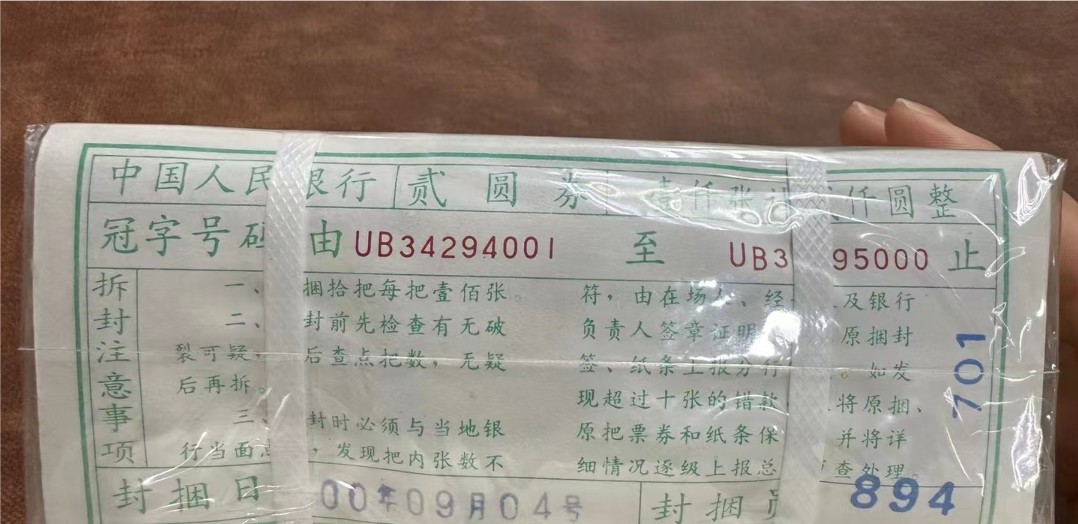 中国人民银行 贰圆券 壹仟张 仟圆整
冠字号码 由 UB34294001 至 UB3 95000 止
拆封注意事项
一、 捆拾把每把壹佰张。
二、 封前先检查有无破
裂可疑， 后查点把数，无疑
后再拆。
三、 封时必须与当地银
行当面点 ，发现把内张数不
符，由在场人、经 及银行
负责人签章证明 原捆封
签、纸条上报分行 。如发
现超过十张的错款 将原捆、
原把票券和纸条保 并将详
细情况逐级上报总 查处理。
701
封捆日 00年09月04号 封捆员 894